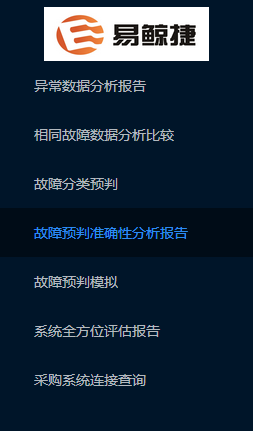 易鲸捷
异常数据分析报告
相同故障数据分析比较
故障分类预判
故障预判准确性分析报告
故障预判模拟
系统全方位评估报告
采购系统连接查询